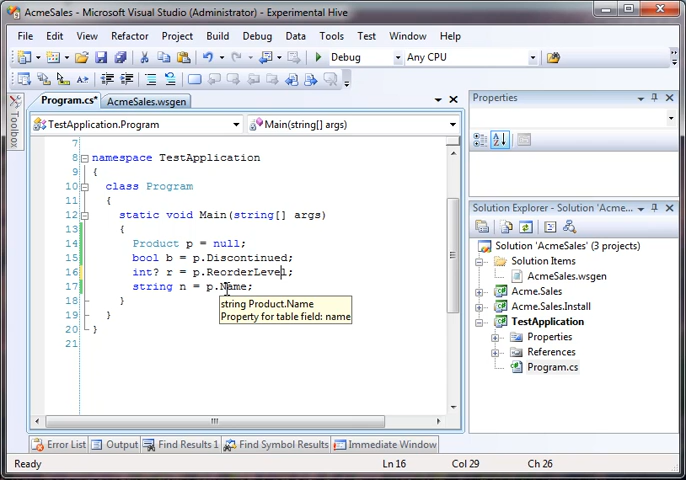 AcmeSales - Microsoft Visual Studio (Administrator) - Experimental Hive
File Edit View Refactor Project Build Debug Data Tools Test Window Help
Debug Any CPU
Program.cs* AcmeSales.wsgen
TestApplication.Program Main(string[] args)
7
8 namespace TestApplication
9 {
10 class Program
11 {
12 static void Main(string[] args)
13 {
14 Product p = null;
15 bool b = p.Discontinued;
16 int? r = p.ReorderLevel;
17 string n = p.Name;
18 }
19 }
20 }
21
string Product.Name
Property for table field: name
Toolbox
Properties
Solution Explorer - Solution 'AcmeS...
Solution 'AcmeSales' (3 projects)
Solution Items
AcmeSales.wsgen
Acme.Sales
Acme.Sales.Install
TestApplication
Properties
References
Program.cs
Error List Output Find Results 1 Find Symbol Results Immediate Window
Ready Ln 16 Col 29 Ch 26